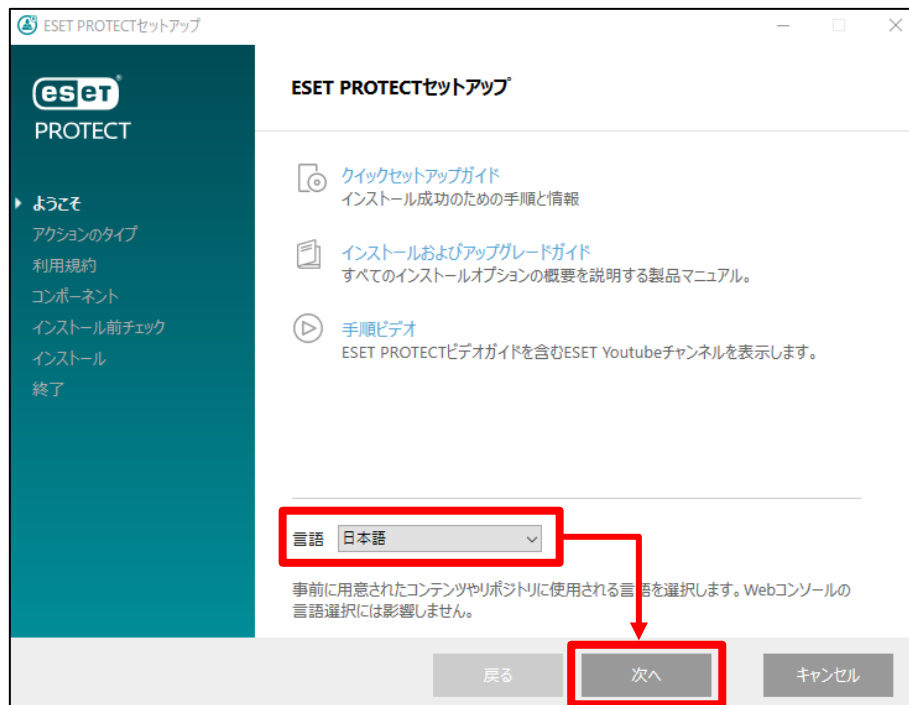 ESET PROTECTセットアップ
eset
PROTECT
ようこそ
アクションのタイプ
利用規約
コンポーネント
インストール前チェック
インストール
終了
ESET PROTECTセットアップ
クイックセットアップガイド
インストール成功のための手順と情報
インストールおよびアップグレードガイド
すべてのインストールオプションの概要を説明する製品マニュアル。
手順ビデオ
ESET PROTECTビデオガイドを含むESET Youtubeチャンネルを表示します。
言語 日本語
事前に用意されたコンテンツやリポジトリに使用される言語を選択します。Webコンソールの
言語選択には影響しません。
戻る 次へ キャンセル